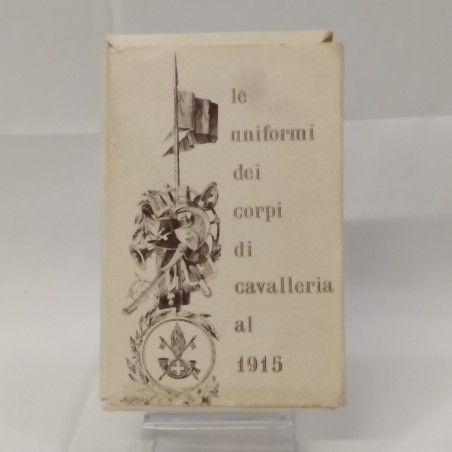 le
uniformi
dei
corpi
di
cavalleria
al
1915